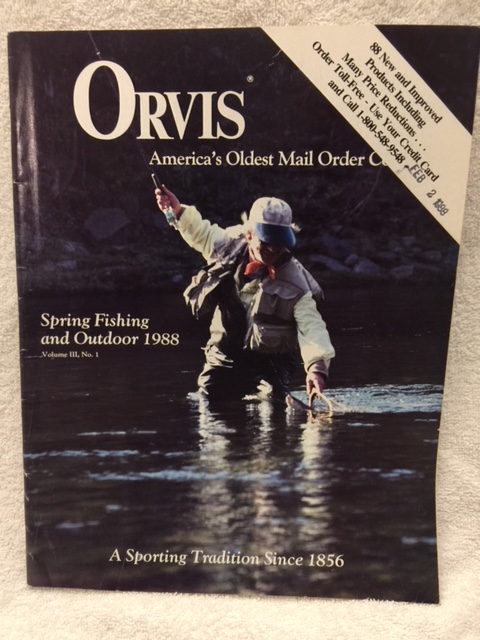 ORVIS®
America's Oldest Mail Order
88 New and Improved
Products Including
Many Price Reductions...
Order Toll-Free - Use Your Credit Card
and Call 1-800-548-9548
FEB 2 1988
Spring Fishing
and Outdoor 1988
Volume III, No. 1
A Sporting Tradition Since 1856